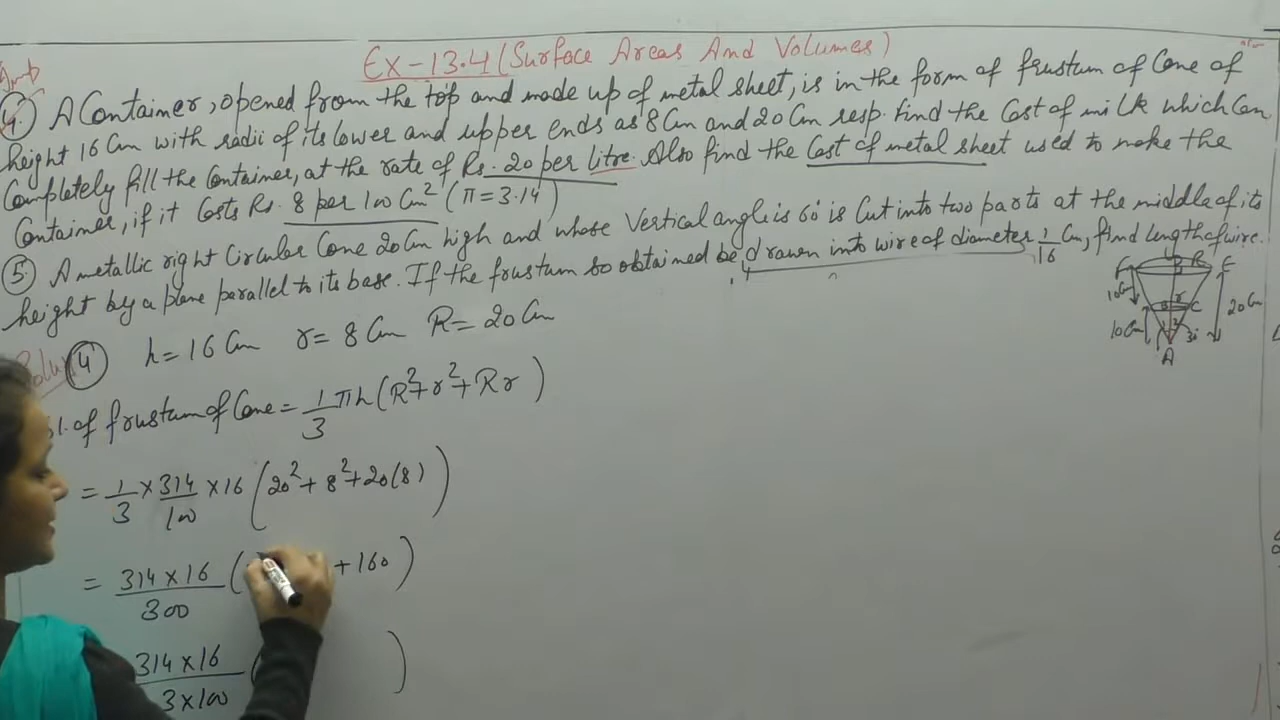 Ex-13.4 (Surface Areas And Volumes)
④ A Container, opened from the top and made up of metal sheet, is in the form of frustum of Cone of
height 16 Cm with radii of its lower and upper ends as 8 Cm and 20 Cm resp. Find the Cost of milk which Can
Completely fill the Container, at the rate of Rs. 20 per litre. Also find the Cost of metal sheet used to make the
Container, if it Costs Rs. 8 per 100 Cm² (π = 3.14)
⑤ A metallic right Circular Cone 20 Cm high and whose Vertical angle is 60° is Cut into two parts at the middle of its
height by a plane parallel to its base. If the frustum so obtained be drawn into wire of diameter 1/16 Cm, find length of wire.
R
F
10 Cm
r
C
20 Cm
10 Cm
A
④ h = 16 Cm r = 8 Cm R = 20 Cm
of frustum of Cone = 1/3 πh (R² + r² + Rr)
= 1/3 × 314/100 × 16 (20² + 8² + 20(8))
= 314 × 16/300 ( + 160)
314 × 16/3 × 100 ( )